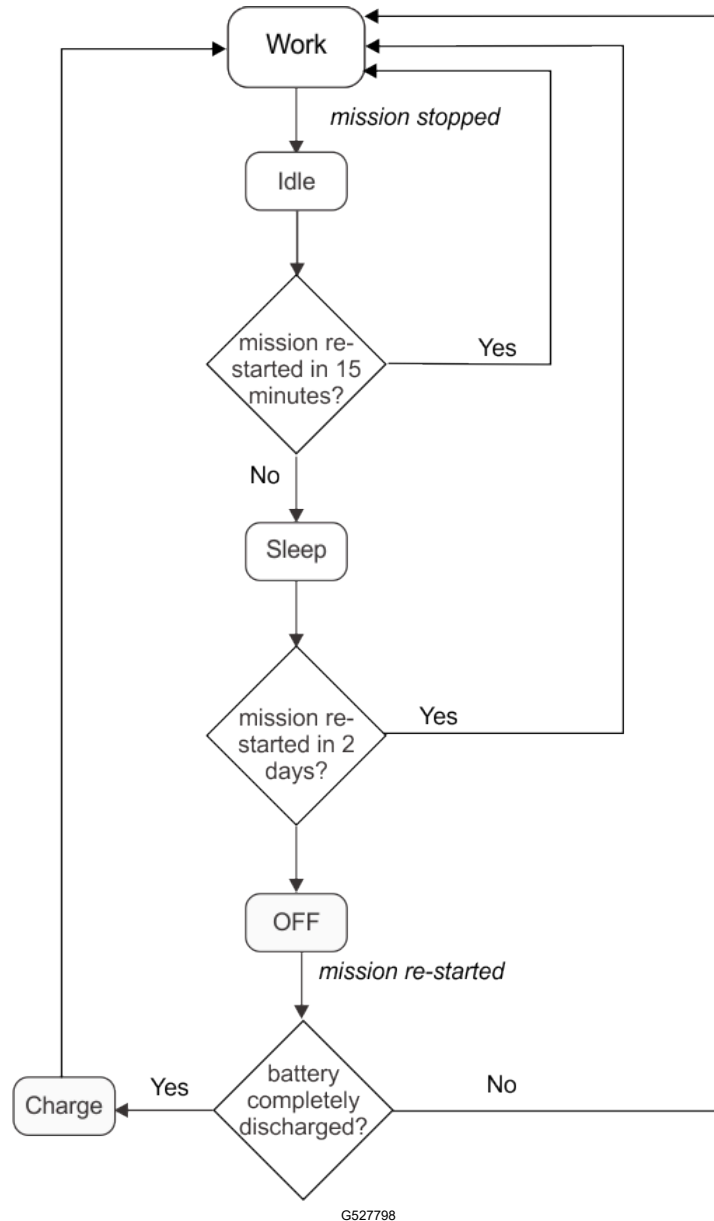 Work
mission stopped
Idle
mission re-
started in 15
minutes?
Yes
No
Sleep
mission re-
started in 2
days?
Yes
OFF
mission re-started
battery
completely
discharged?
Yes
No
Charge
G527798